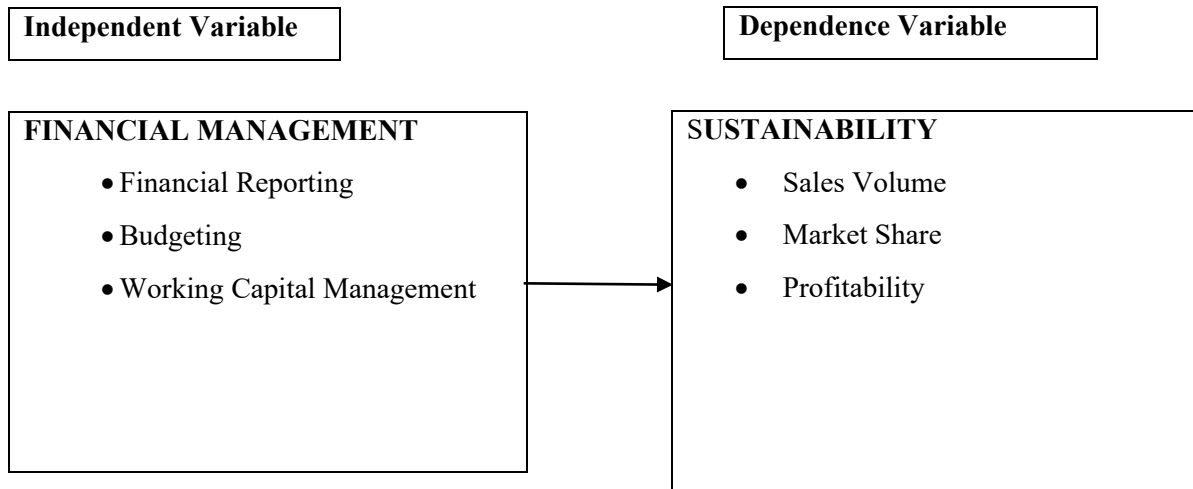 Independent Variable
Dependence Variable
FINANCIAL MANAGEMENT
• Financial Reporting
• Budgeting
• Working Capital Management
SUSTAINABILITY
• Sales Volume
• Market Share
• Profitability